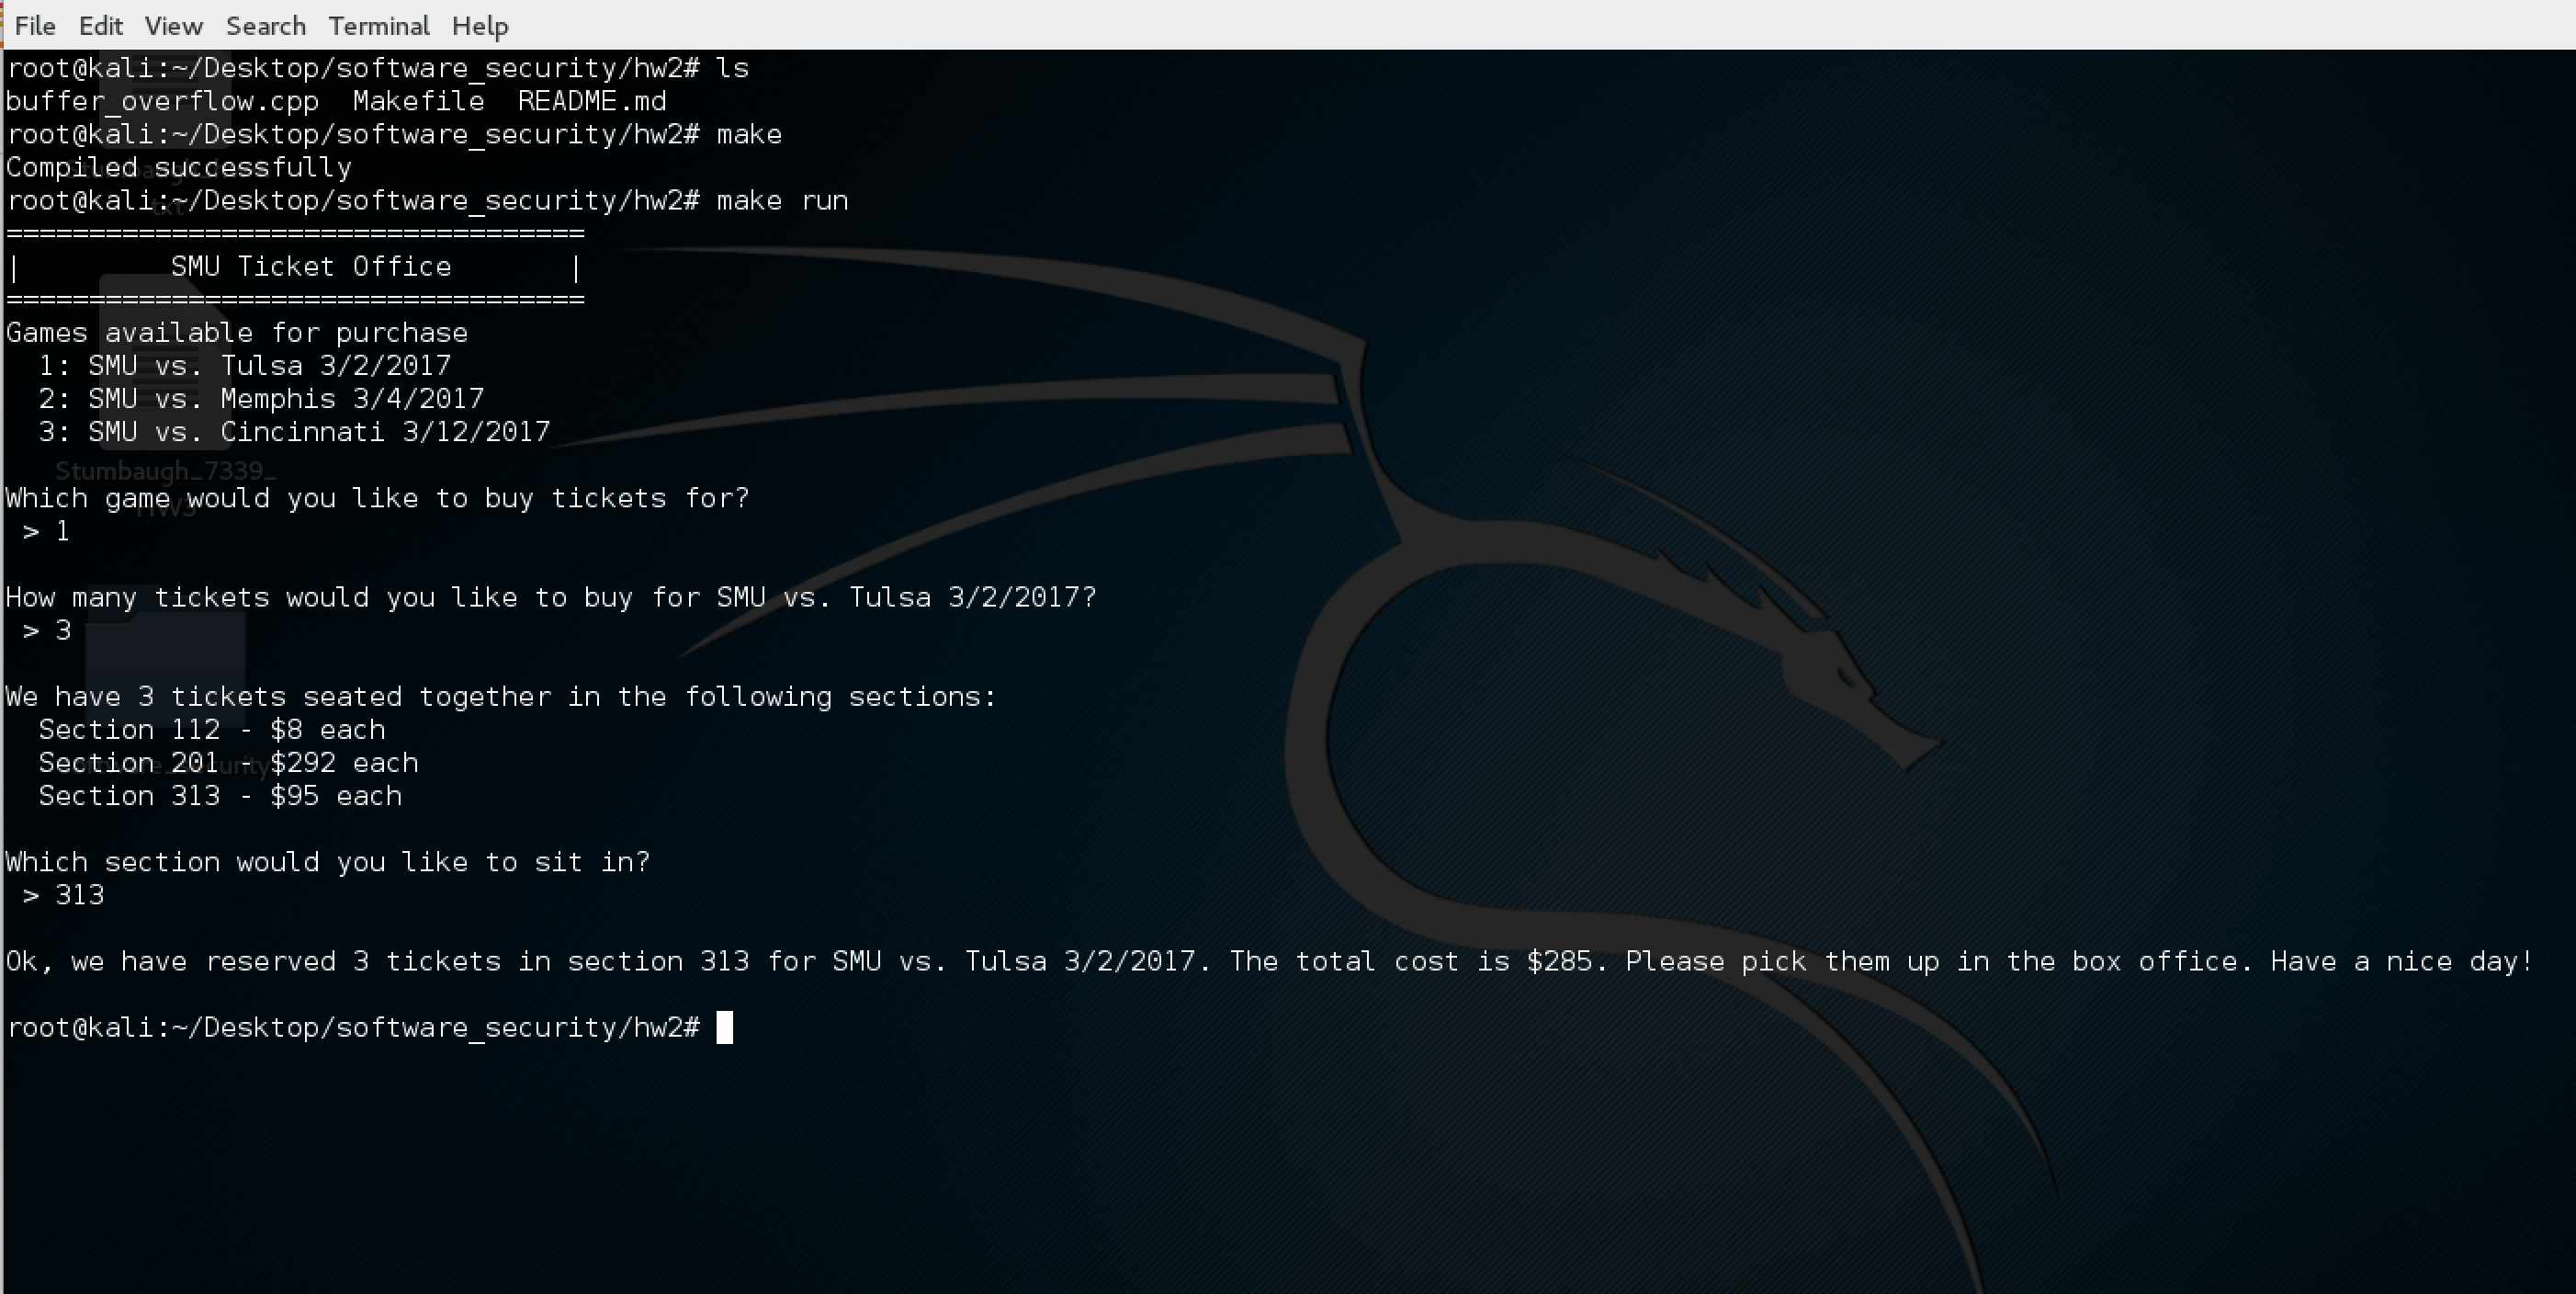 File Edit View Search Terminal Help
root@kali:~/Desktop/software_security/hw2# ls
buffer_overflow.cpp  Makefile  README.md
root@kali:~/Desktop/software_security/hw2# make
Compiled successfully
root@kali:~/Desktop/software_security/hw2# make run
===================================
|         SMU Ticket Office       |
===================================
Games available for purchase
  1: SMU vs. Tulsa 3/2/2017
  2: SMU vs. Memphis 3/4/2017
  3: SMU vs. Cincinnati 3/12/2017
Stumbaugh_7339_
Which game would you like to buy tickets for?
HW3
 > 1
How many tickets would you like to buy for SMU vs. Tulsa 3/2/2017?
 > 3
We have 3 tickets seated together in the following sections:
  Section 112 - $8 each
  Section 201 - $292 each
  Section 313 - $95 each
Which section would you like to sit in?
 > 313
Ok, we have reserved 3 tickets in section 313 for SMU vs. Tulsa 3/2/2017. The total cost is $285. Please pick them up in the box office. Have a nice day!
root@kali:~/Desktop/software_security/hw2#